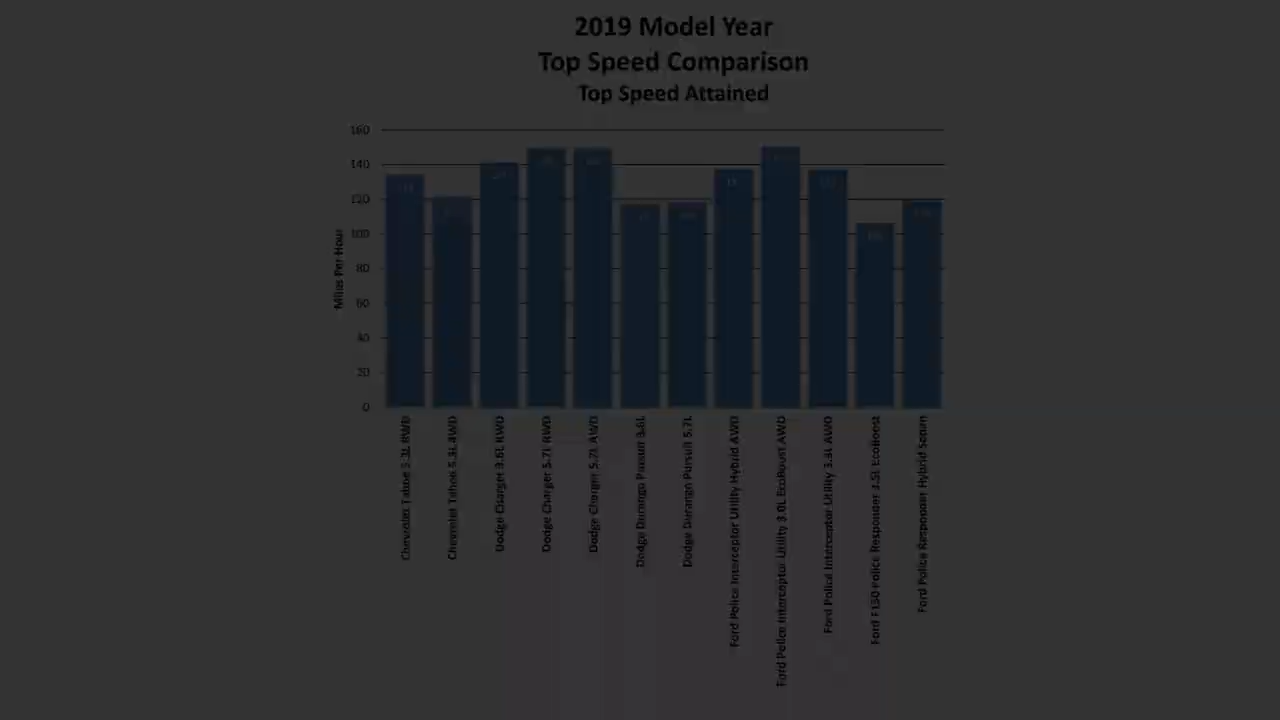 2019 Model Year
Top Speed Comparison
Top Speed Attained
Miles Per Hour
160
140
120
100
80
60
40
20
0
Chevrolet Tahoe 5.3L RWD
Chevrolet Tahoe 5.3L 4WD
Dodge Charger 3.6L RWD
Dodge Charger 5.7L RWD
Dodge Charger 5.7L AWD
Dodge Durango Pursuit 3.6L
Dodge Durango Pursuit 5.7L
Ford Police Interceptor Utility Hybrid AWD
Ford Police Interceptor Utility 3.0L EcoBoost AWD
Ford Police Interceptor Utility 3.3L AWD
Ford F150 Police Responder 3.5L EcoBoost
Ford Police Responder Hybrid Sedan